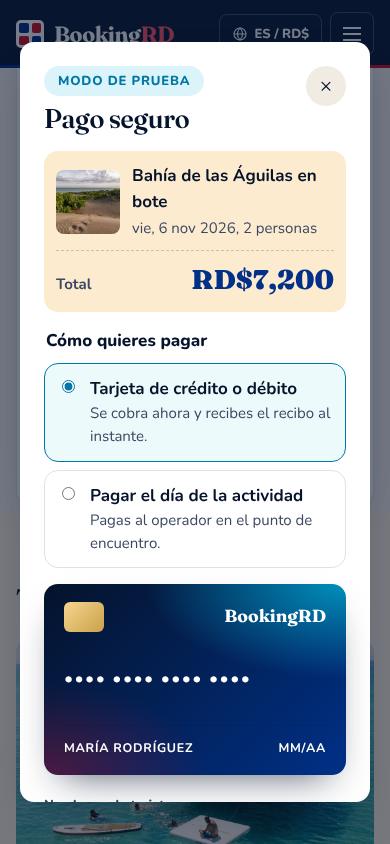 BookingRD
ES / RD$
MODO DE PRUEBA
Pago seguro
Bahía de las Águilas en
bote
vie, 6 nov 2026, 2 personas
Total
RD$7,200
Cómo quieres pagar
Tarjeta de crédito o débito
Se cobra ahora y recibes el recibo al
instante.
Pagar el día de la actividad
Pagas al operador en el punto de
encuentro.
BookingRD
•••• •••• •••• ••••
MARÍA RODRÍGUEZ
MM/AA